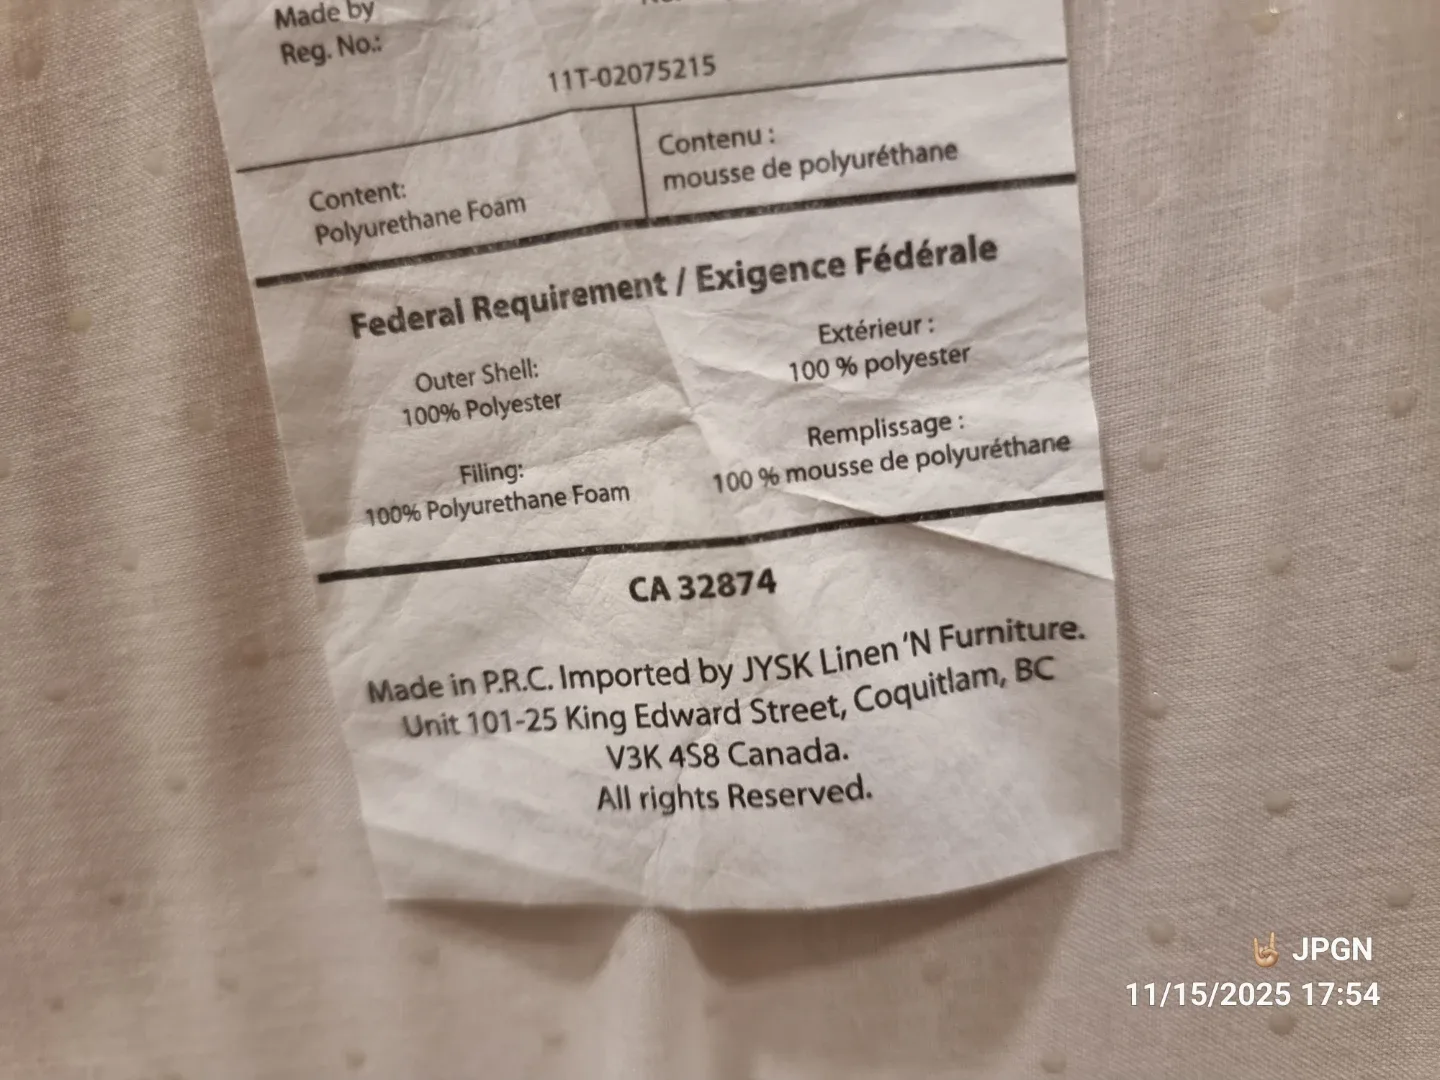 Made by
Reg. No.:
11T-02075215
Content:
Polyurethane Foam
Contenu :
mousse de polyuréthane
Federal Requirement / Exigence Fédérale
Outer Shell:
100% Polyester
Extérieur :
100 % polyester
Filing:
100% Polyurethane Foam
Remplissage :
100 % mousse de polyuréthane
CA 32874
Made in P.R.C. Imported by JYSK Linen 'N Furniture.
Unit 101-25 King Edward Street, Coquitlam, BC
V3K 4S8 Canada.
All rights Reserved.
🤘🏼 JPGN
11/15/2025 17:54